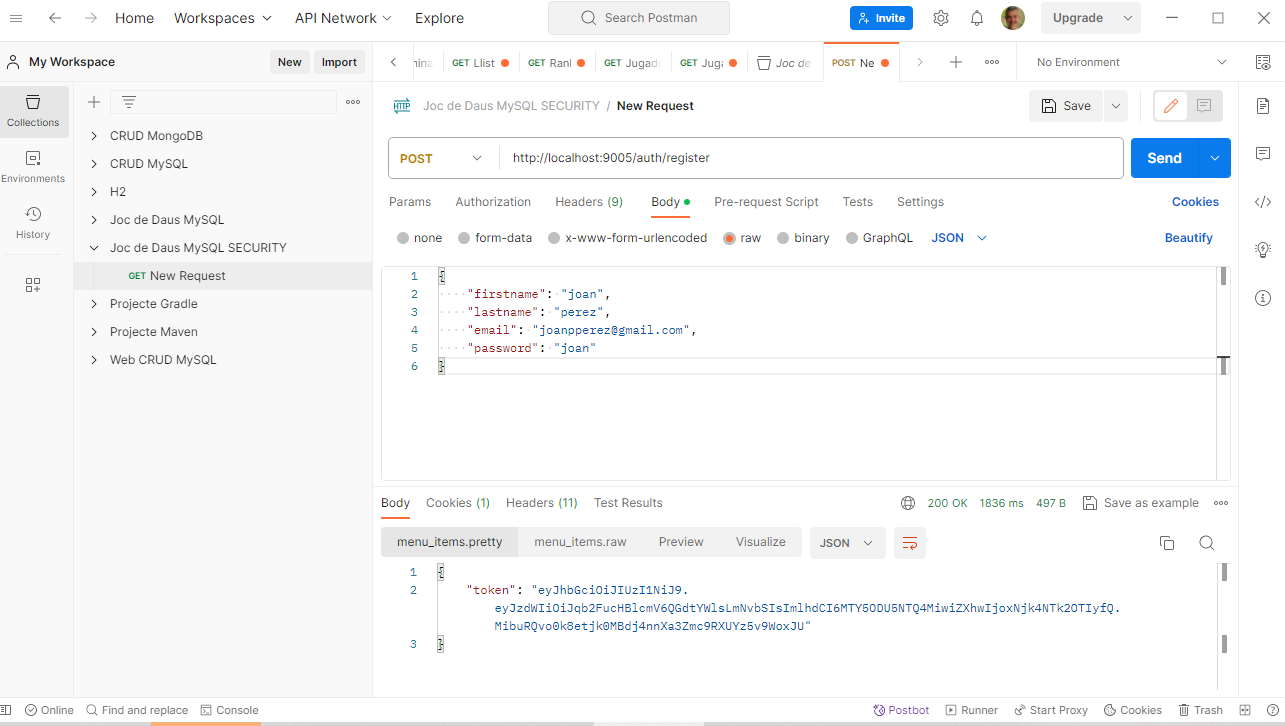 Home Workspaces API Network Explore Search Postman Invite Upgrade
My Workspace New Import
GET Llist GET Ranl GET Jugado GET Juga Joc de POST Ne No Environment
Collections
Environments
History
CRUD MongoDB
CRUD MySQL
H2
Joc de Daus MySQL
Joc de Daus MySQL SECURITY
GET New Request
Projecte Gradle
Projecte Maven
Web CRUD MySQL
HTTP Joc de Daus MySQL SECURITY / New Request Save
POST http://localhost:9005/auth/register Send
Params Authorization Headers (9) Body Pre-request Script Tests Settings Cookies
none form-data x-www-form-urlencoded raw binary GraphQL JSON Beautify
1 {
2 "firstname": "joan",
3 "lastname": "perez",
4 "email": "joanpperez@gmail.com",
5 "password": "joan"
6 }
Body Cookies (1) Headers (11) Test Results 200 OK 1836 ms 497 B Save as example
menu_items.pretty menu_items.raw Preview Visualize JSON
1 {
2 "token": "eyJhbGciOiJIUzI1NiJ9.
eyJzdWIiOiJqb2FucHBlcmV6QGdtYWlsLmNvbSIsImlhdCI6MTY5ODU5NTQ4MiwiZXhwIjoxNjk4NTk2OTIyfQ.
MibuRQvo0k8etjk0MBdj4nnXa3Zmc9RXUYz5v9WoxJU"
3 }
Online Find and replace Console Postbot Runner Start Proxy Cookies Trash